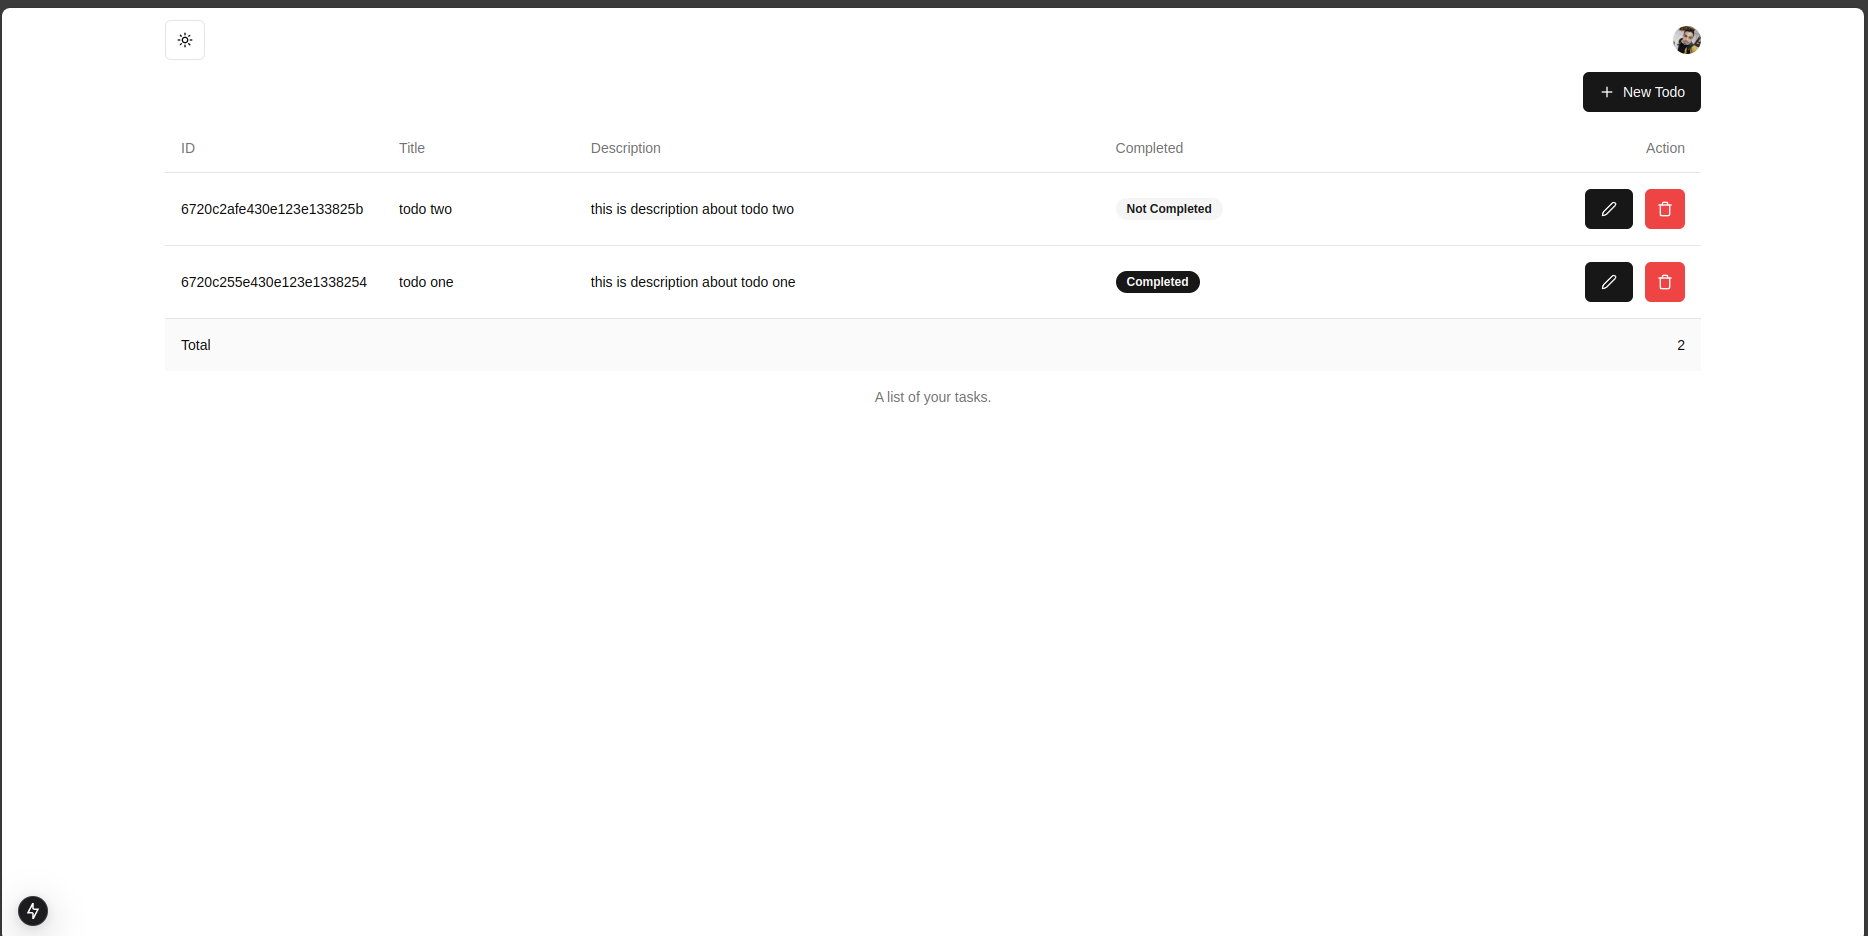 New Todo
ID Title Description Completed Action
6720c2afe430e123e133825b todo two this is description about todo two Not Completed
6720c255e430e123e1338254 todo one this is description about todo one Completed
Total 2
A list of your tasks.